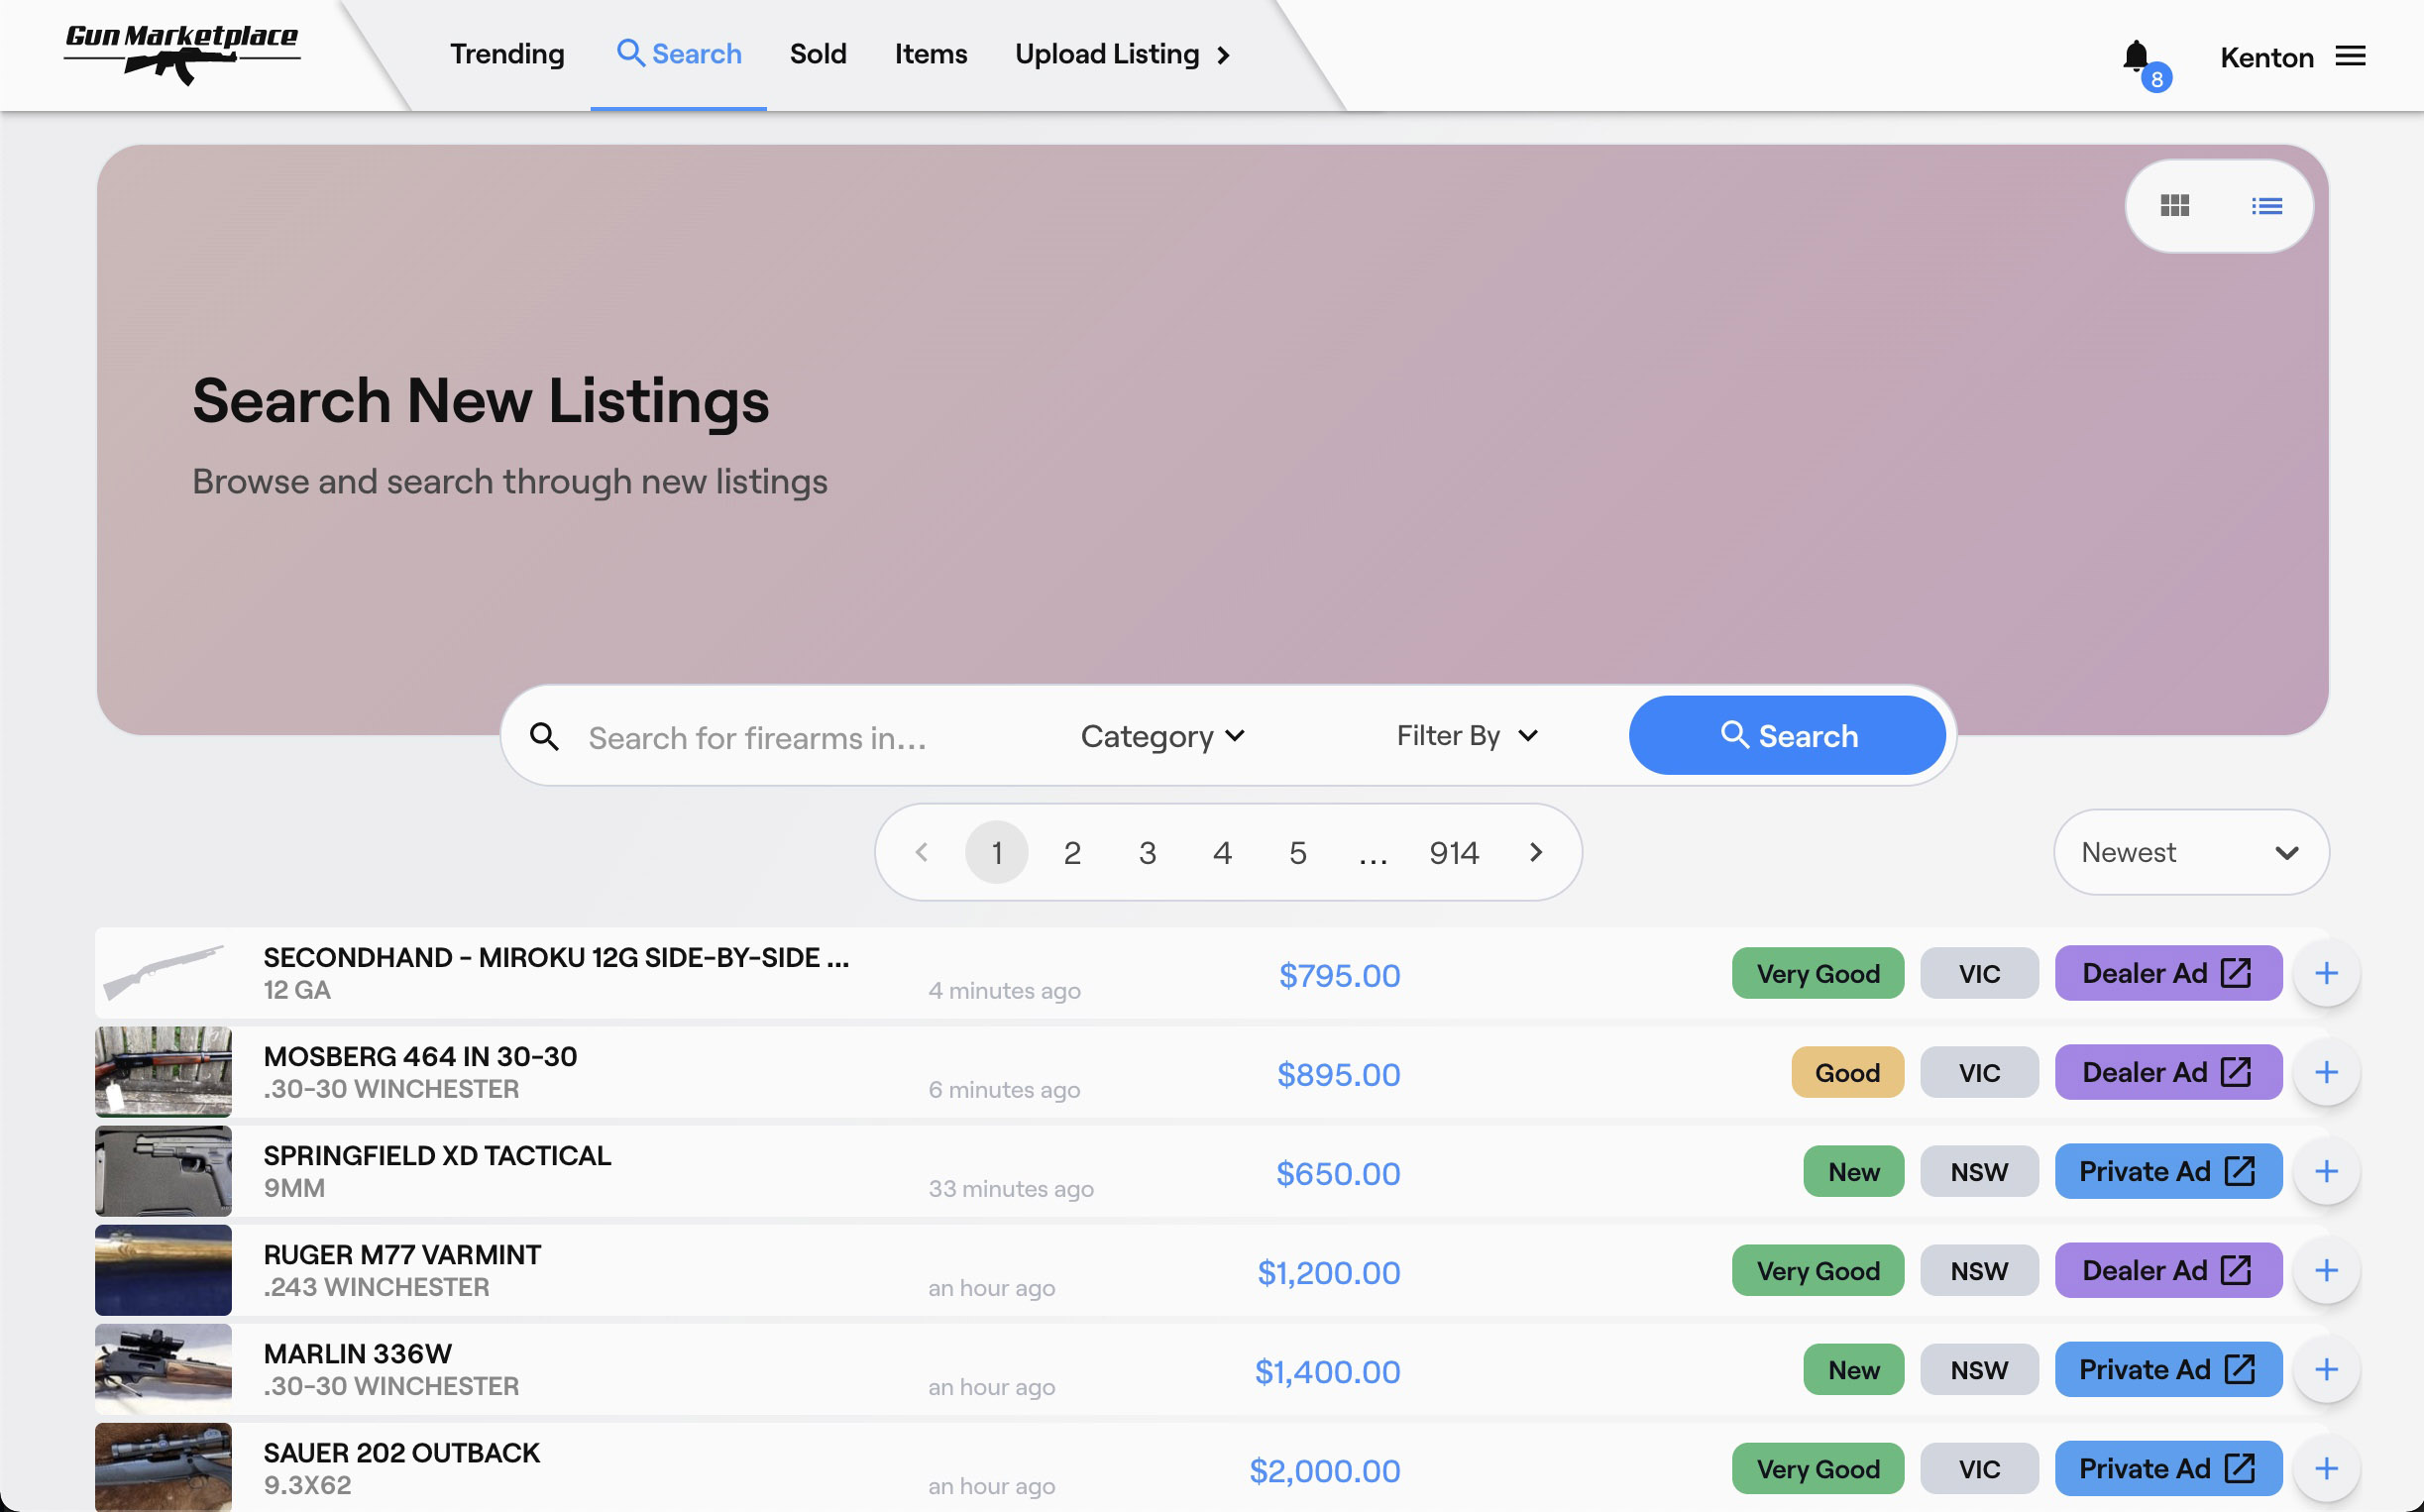 Gun Marketplace
Trending
Search
Sold
Items
Upload Listing
8
Kenton
Search New Listings
Browse and search through new listings
Search for firearms in...
Category
Filter By
Search
1 2 3 4 5 ... 914
Newest
SECONDHAND - MIROKU 12G SIDE-BY-SIDE ...
12 GA
4 minutes ago
$795.00
Very Good
VIC
Dealer Ad
MOSBERG 464 IN 30-30
.30-30 WINCHESTER
6 minutes ago
$895.00
Good
VIC
Dealer Ad
SPRINGFIELD XD TACTICAL
9MM
33 minutes ago
$650.00
New
NSW
Private Ad
RUGER M77 VARMINT
.243 WINCHESTER
an hour ago
$1,200.00
Very Good
NSW
Dealer Ad
MARLIN 336W
.30-30 WINCHESTER
an hour ago
$1,400.00
New
NSW
Private Ad
SAUER 202 OUTBACK
9.3X62
an hour ago
$2,000.00
Very Good
VIC
Private Ad